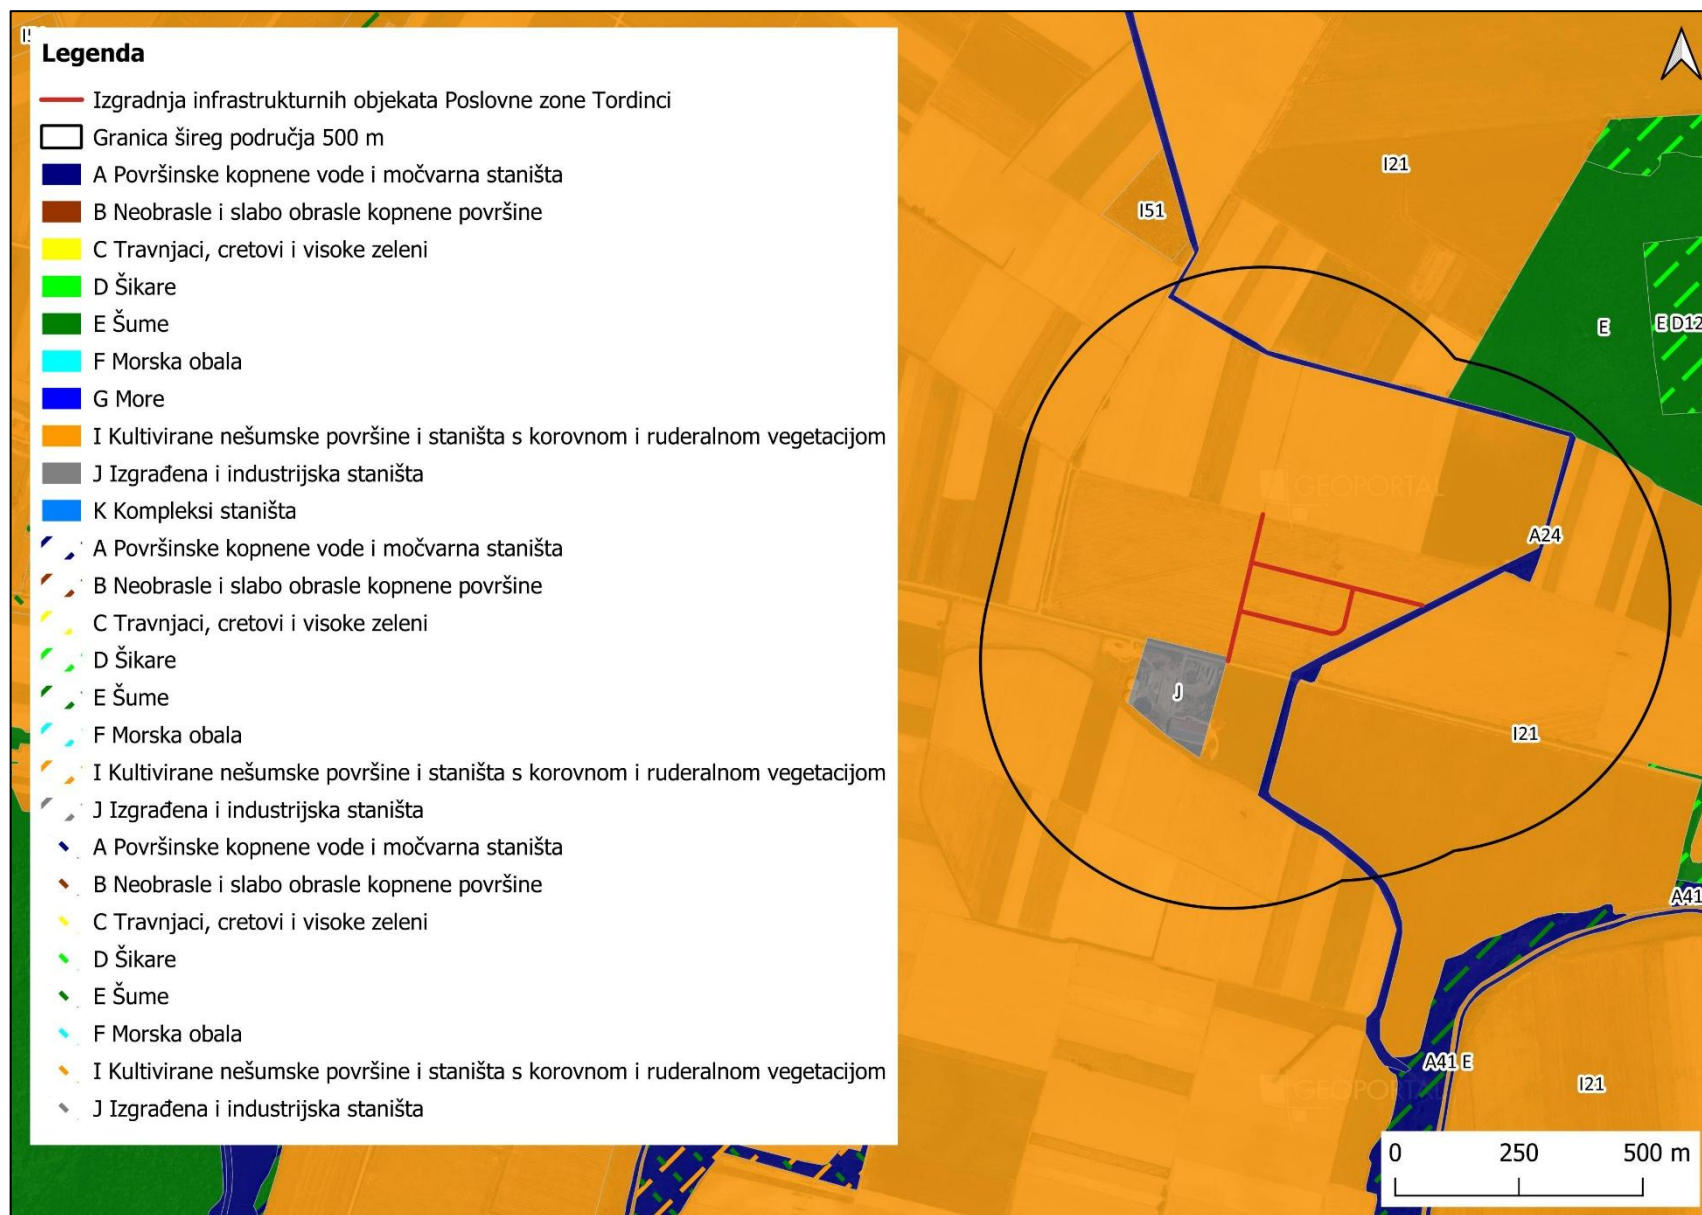 Legenda
Izgradnja infrastrukturnih objekata Poslovne zone Tordinci
Granica šireg područja 500 m
A Površinske kopnene vode i močvarna staništa
B Neobrasle i slabo obrasle kopnene površine
C Travnjaci, cretovi i visoke zeleni
D Šikare
E Šume
F Morska obala
G More
I Kultivirane nešumske površine i staništa s korovnom i ruderalnom vegetacijom
J Izgrađena i industrijska staništa
K Kompleksi staništa
A Površinske kopnene vode i močvarna staništa
B Neobrasle i slabo obrasle kopnene površine
C Travnjaci, cretovi i visoke zeleni
D Šikare
E Šume
F Morska obala
I Kultivirane nešumske površine i staništa s korovnom i ruderalnom vegetacijom
J Izgrađena i industrijska staništa
A Površinske kopnene vode i močvarna staništa
B Neobrasle i slabo obrasle kopnene površine
C Travnjaci, cretovi i visoke zeleni
D Šikare
E Šume
F Morska obala
I Kultivirane nešumske površine i staništa s korovnom i ruderalnom vegetacijom
J Izgrađena i industrijska staništa
I21
I51
E
E D12
GEOPORTAL
A24
J
I21
A41
A41 E
I21
GEOPORTAL
0 250 500 m